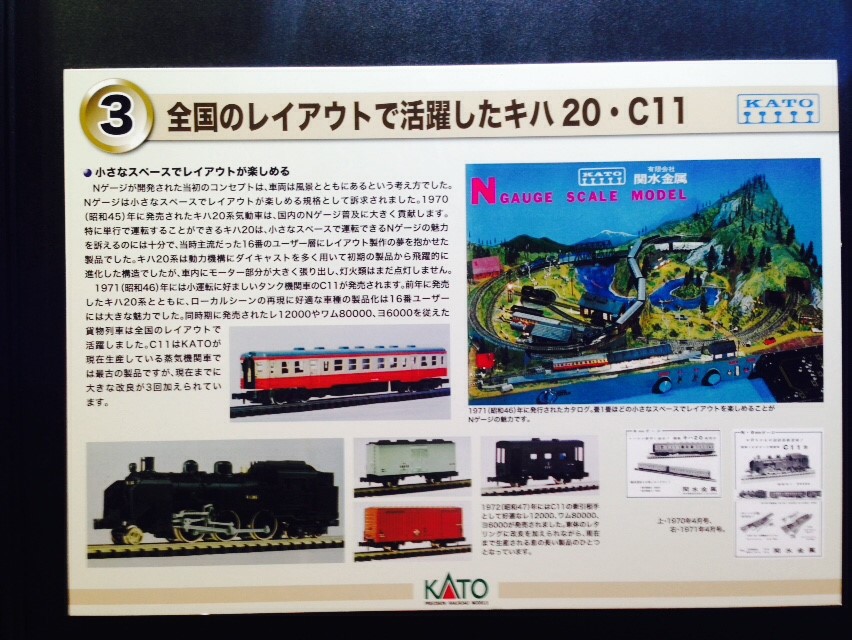 3 全国のレイアウトで活躍したキハ20・C11
KATO
小さなスペースでレイアウトが楽しめる
Nゲージが開発された当初のコンセプトは、車両は風景とともにあるという考え方でした。
Nゲージは小さなスペースでレイアウトが楽しめる規格として訴求されました。1970
(昭和45)年に発売されたキハ20系気動車は、国内のNゲージ普及に大きく貢献します。
特に単行で運転することができるキハ20は、小さなスペースで運転できるNゲージの魅力
を訴えるのには十分で、当時主流だった16番のユーザー層にレイアウト製作の夢を抱かせた
製品でした。キハ20系は動力機構にダイキャストを多く用いて初期の製品から飛躍的に
進化した構造でしたが、車内にモーター部分が大きく張り出し、灯火類はまだ点灯しません。
1971(昭和46)年には小運転に好ましいタンク機関車のC11が発売されます。前年に発売
したキハ20系とともに、ローカルシーンの再現に好適な車種の製品化は16番ユーザー
には大きな魅力でした。同時期に発売されたレ12000やワム80000、ヨ6000を従えた
貨物列車は全国のレイアウトで
活躍しました。C11はKATOが
現在生産している蒸気機関車で
は最古の製品ですが、現在までに
大きな改良が3回加えられてい
ます。
KATO
有限会社
関水金属
N GAUGE SCALE MODEL
1971(昭和46)年に発行されたカタログ。畳1畳ほどの小さなスペースでレイアウトを楽しめることが
Nゲージの魅力です。
1972(昭和47)年にはC11の牽引相手
として好適なレ12000、ワム80000、
ヨ6000が発売されました。車体のレタ
リングに改良を加えられながら、現在
まで生産される息の長い製品のひとつ
となっています。
関水金属
C11
関水金属
上・1970年4月号、
右・1971年4月号。
KATO
PRECISION RAILROAD MODELS